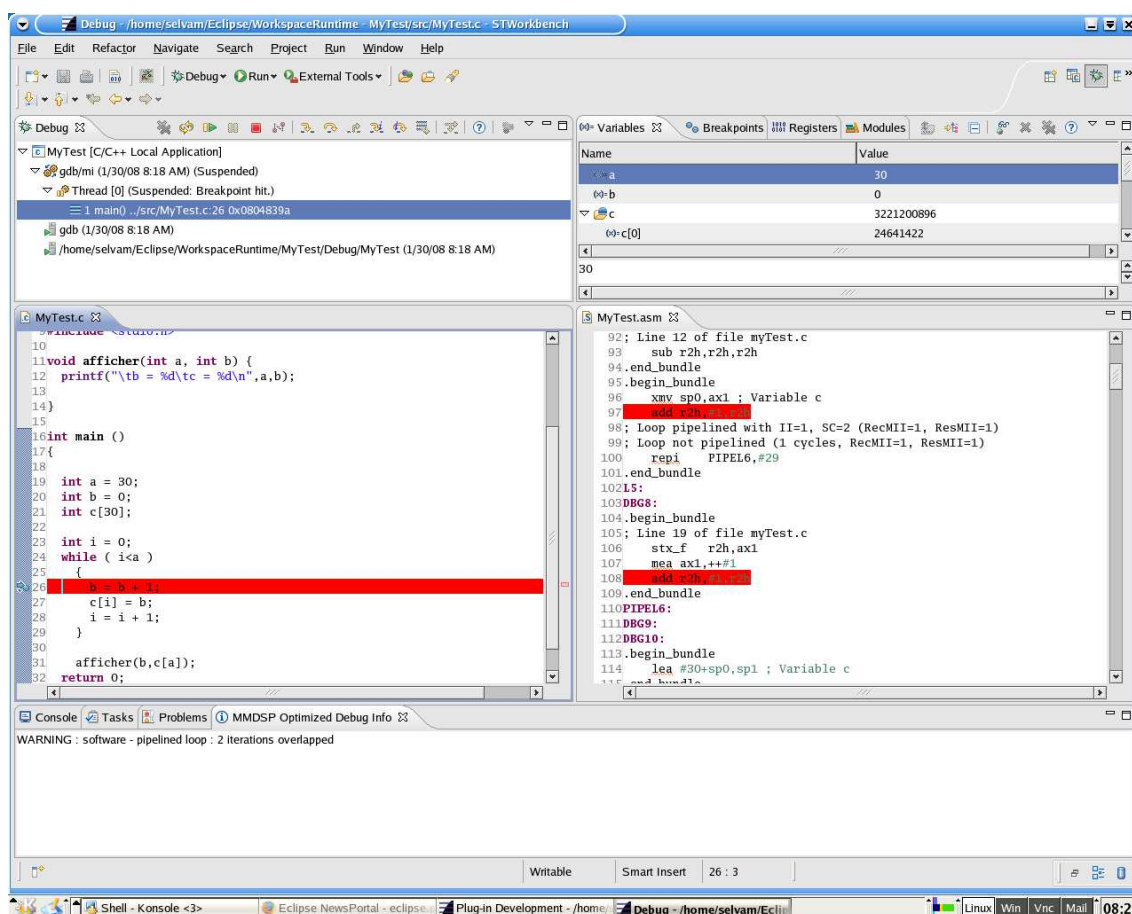 Debug - /home/selvam/Eclipse/WorkspaceRuntime - MyTest/src/MyTest.c - STWorkbench
File Edit Refactor Navigate Search Project Run Window Help
Debug Run External Tools
Debug
MyTest [C/C++ Local Application]
gdb/mi (1/30/08 8:18 AM) (Suspended)
Thread [0] (Suspended: Breakpoint hit.)
1 main() ../src/MyTest.c:26 0x0804839a
gdb (1/30/08 8:18 AM)
/home/selvam/Eclipse/WorkspaceRuntime/MyTest/Debug/MyTest (1/30/08 8:18 AM)
Variables Breakpoints Registers Modules
Name Value
a 30
b 0
c 3221200896
c[0] 24641422
30
MyTest.c
9 #include <stdio.h>
10
11 void afficher(int a, int b) {
12 printf("\tb = %d\tc = %d\n",a,b);
13
14 }
15
16 int main ()
17 {
18
19 int a = 30;
20 int b = 0;
21 int c[30];
22
23 int i = 0;
24 while ( i<a )
25 {
26 b = b + 1;
27 c[i] = b;
28 i = i + 1;
29 }
30
31 afficher(b,c[a]);
32 return 0;
MyTest.asm
92 ; Line 12 of file myTest.c
93 sub r2h,r2h,r2h
94 .end_bundle
95 .begin_bundle
96 xmv sp0,ax1 ; Variable c
97 add r2h,#1,r2h
98 ; Loop pipelined with II=1, SC=2 (RecMII=1, ResMII=1)
99 ; Loop not pipelined (1 cycles, RecMII=1, ResMII=1)
100 repi PIPEL6,#29
101 .end_bundle
102 L5:
103 DBG8:
104 .begin_bundle
105 ; Line 19 of file myTest.c
106 stx_f r2h,ax1
107 mea ax1,++#1
108 add r2h,#1,r2h
109 .end_bundle
110 PIPEL6:
111 DBG9:
112 DBG10:
113 .begin_bundle
114 lea #30+sp0,sp1 ; Variable c
115 .end_bundle
Console Tasks Problems MMDSP Optimized Debug Info
WARNING : software - pipelined loop : 2 iterations overlapped
Writable Smart Insert 26 : 3
Shell - Konsole <3> Eclipse NewsPortal - eclipse. Plug-in Development - /home/ Debug - /home/selvam/Ecli Linux Win Vnc Mail 08:2